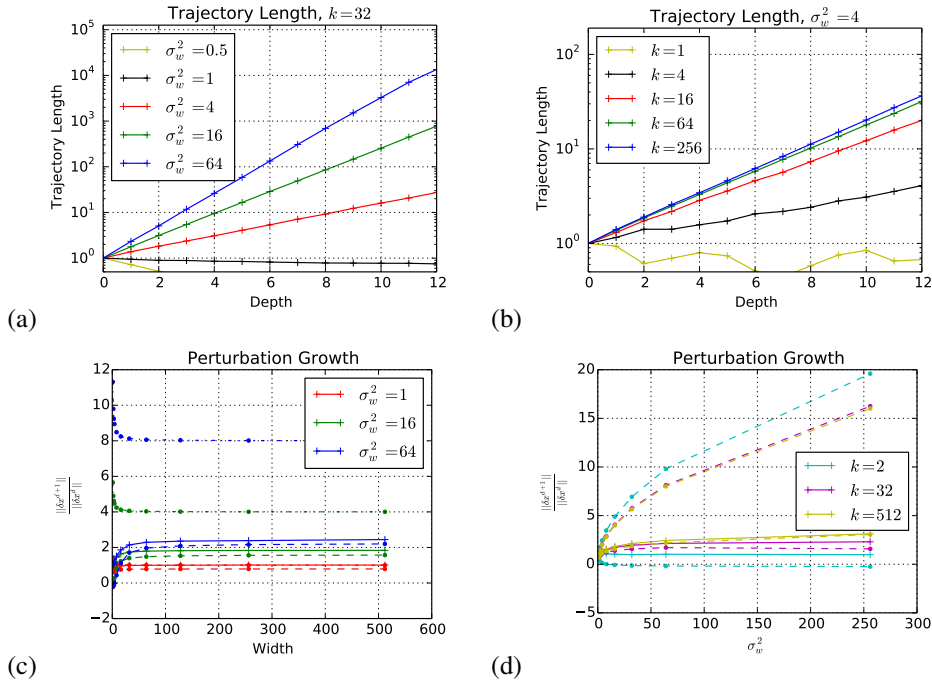 Trajectory Length, k=32
10^5
10^4
10^3
10^2
10^1
10^0
Trajectory Length
σ_w^2 =0.5
σ_w^2 =1
σ_w^2 =4
σ_w^2 =16
σ_w^2 =64
0 2 4 6 8 10 12
Depth
(a)
Trajectory Length, σ_w^2 =4
10^2
10^1
10^0
Trajectory Length
k=1
k=4
k=16
k=64
k=256
0 2 4 6 8 10 12
Depth
(b)
Perturbation Growth
12
10
8
6
4
2
0
−2
||δx^{d+1}||
||δx^d||
σ_w^2 =1
σ_w^2 =16
σ_w^2 =64
0 100 200 300 400 500 600
Width
(c)
Perturbation Growth
20
15
10
5
0
−5
||δx^{d+1}||
||δx^d||
k=2
k=32
k=512
0 50 100 150 200 250 300
σ_w^2
(d)